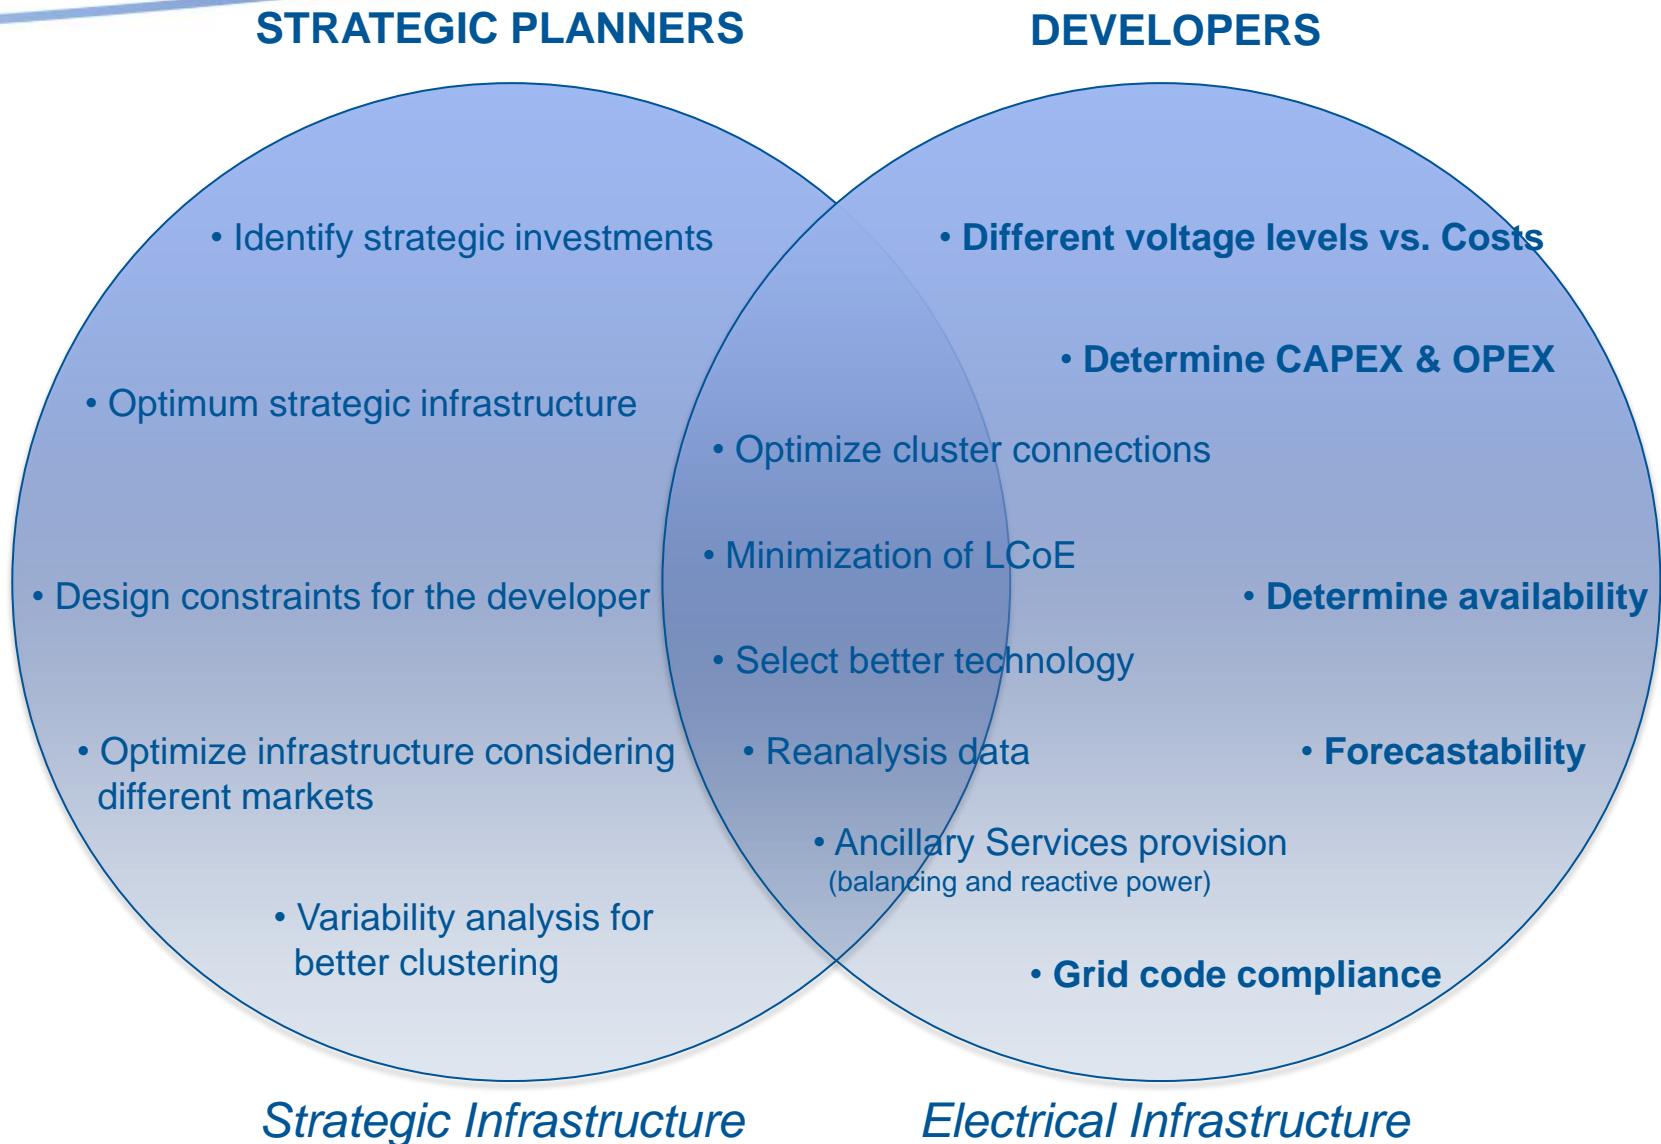 STRATEGIC PLANNERS
DEVELOPERS
• Identify strategic investments
• Different voltage levels vs. Costs
• Determine CAPEX & OPEX
• Optimum strategic infrastructure
• Optimize cluster connections
• Minimization of LCoE
• Design constraints for the developer
• Determine availability
• Select better technology
• Optimize infrastructure considering
different markets
• Reanalysis data
• Forecastability
• Ancillary Services provision
(balancing and reactive power)
• Variability analysis for
better clustering
• Grid code compliance
Strategic Infrastructure
Electrical Infrastructure